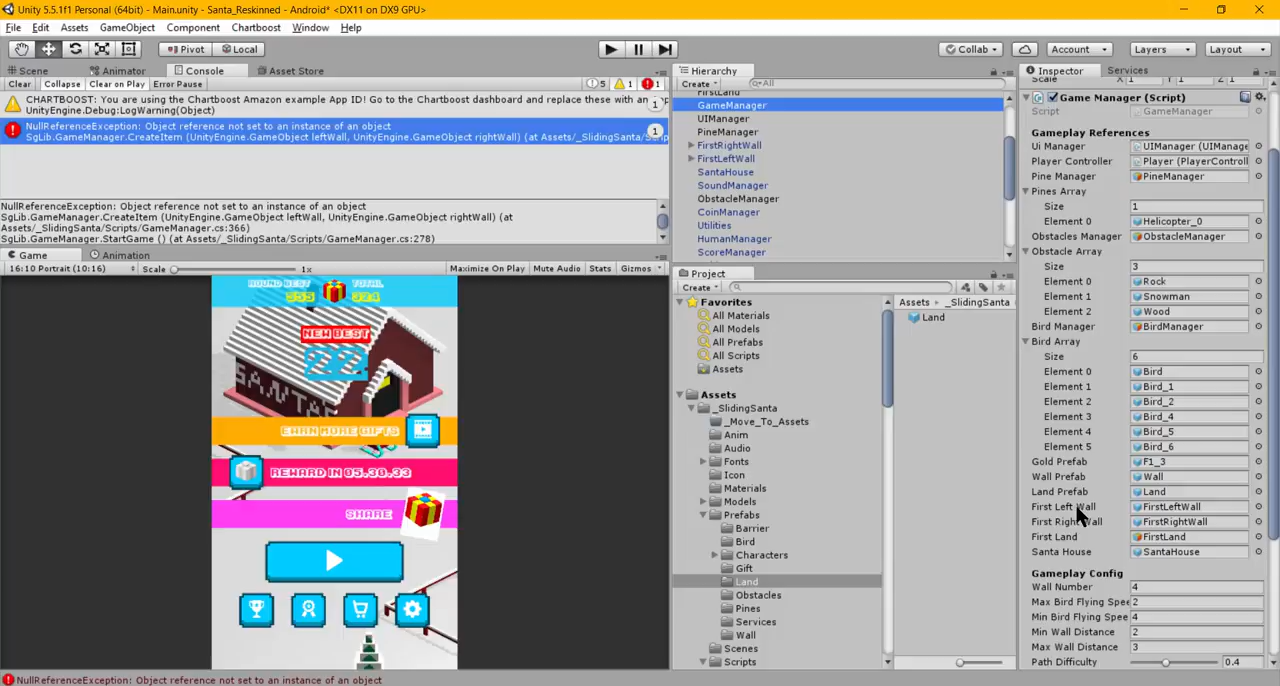 Unity 5.5.1f1 Personal (64bit) - Main.unity - Santa_Reskinned - Android* <DX11 on DX9 GPU>
File Edit Assets GameObject Component Chartboost Window Help
Pivot Local Collab Account Layers Layout
Scene Animator Console Asset Store
Clear Collapse Clear on Play Error Pause 5 1 1
CHARTBOOST: You are using the Chartboost Amazon example App ID! Go to the Chartboost dashboard and replace these with an
UnityEngine.Debug:LogWarning(Object)
1
NullReferenceException: Object reference not set to an instance of an object
SgLib.GameManager.CreateItem (UnityEngine.GameObject leftWall, UnityEngine.GameObject rightWall) (at Assets/_SlidingSanta/
1
NullReferenceException: Object reference not set to an instance of an object
SgLib.GameManager.CreateItem (UnityEngine.GameObject leftWall, UnityEngine.GameObject rightWall) (at
Assets/_SlidingSanta/Scripts/GameManager.cs:366)
SgLib.GameManager.StartGame () (at Assets/_SlidingSanta/Scripts/GameManager.cs:278)
Game Animation
16:10 Portrait (10:16) Scale 1x Maximize On Play Mute Audio Stats Gizmos
ROUND BEST TOTAL
355 324
NEW BEST
222
SANTA
EARN MORE GIFTS
REWARD IN 05.30.33
SHARE
Hierarchy
Create All
FirstLand
GameManager
UIManager
PineManager
FirstRightWall
FirstLeftWall
SantaHouse
SoundManager
ObstacleManager
CoinManager
Utilities
HumanManager
ScoreManager
Project
Create
Favorites
All Materials
All Models
All Prefabs
All Scripts
Assets
Assets
_SlidingSanta
_Move_To_Assets
Anim
Audio
Fonts
Icon
Materials
Models
Prefabs
Barrier
Bird
Characters
Gift
Land
Obstacles
Pines
Services
Wall
Scenes
Scripts
Assets _SlidingSanta
Land
Inspector Services
Scale X 1 Y 1 Z 1
Game Manager (Script)
Script GameManager
Gameplay References
Ui Manager UIManager (UIManage
Player Controller Player (PlayerControll
Pine Manager PineManager
Pines Array
Size 1
Element 0 Helicopter_0
Obstacles Manager ObstacleManager
Obstacle Array
Size 3
Element 0 Rock
Element 1 Snowman
Element 2 Wood
Bird Manager BirdManager
Bird Array
Size 6
Element 0 Bird
Element 1 Bird_1
Element 2 Bird_2
Element 3 Bird_4
Element 4 Bird_5
Element 5 Bird_6
Gold Prefab F1_3
Wall Prefab Wall
Land Prefab Land
First Left Wall FirstLeftWall
First Right Wall FirstRightWall
First Land FirstLand
Santa House SantaHouse
Gameplay Config
Wall Number 4
Max Bird Flying Spee 2
Min Bird Flying Spee 4
Min Wall Distance 2
Max Wall Distance 3
Path Difficulty 0.4
NullReferenceException: Object reference not set to an instance of an object